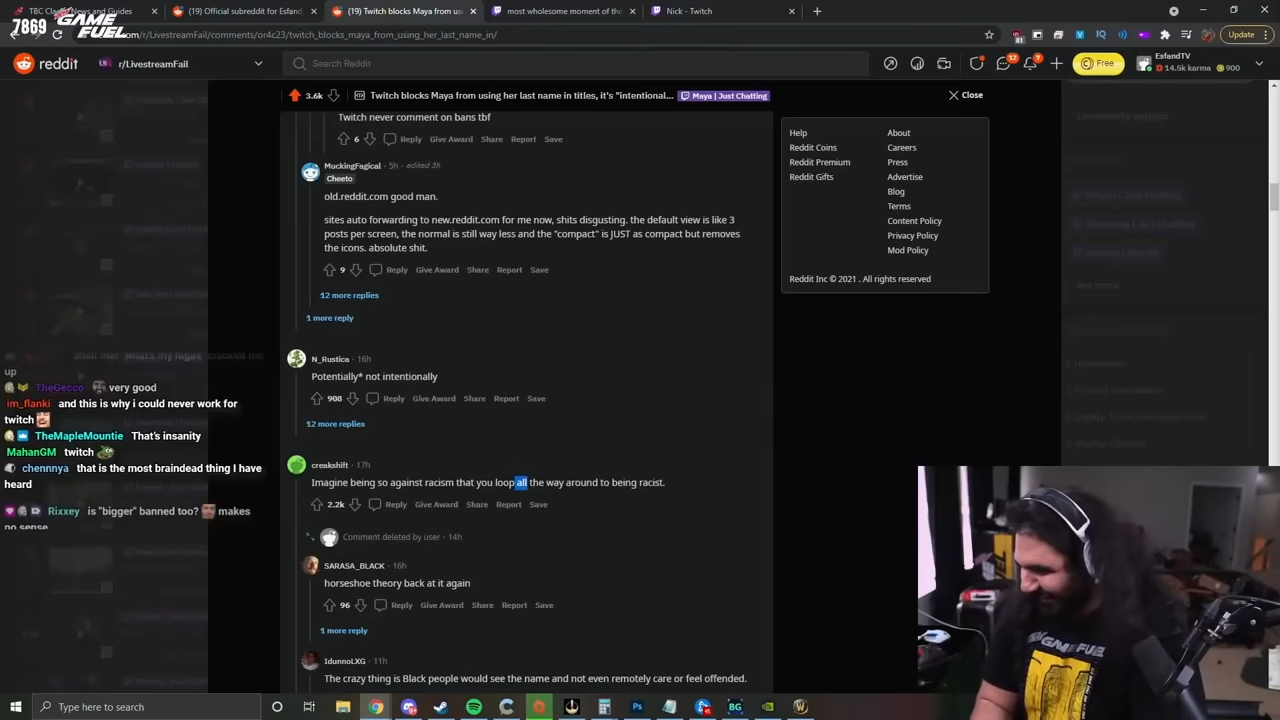 7869
GAME FUEL
TBC Classic News and Guides
(19) Official subreddit for Esfand
(19) Twitch blocks Maya from us
most wholesome moment of the
Nick - Twitch
/r/LivestreamFail/comments/or4c23/twitch_blocks_maya_from_using_her_last_name_in/
81
Update
reddit
r/LivestreamFail
Search Reddit
12
7
Free
EsfandTV
14.5k karma
900
3.6k
Twitch blocks Maya from using her last name in titles, it's "intentional...
Maya | Just Chatting
Close
Twitch never comment on bans tbf
6 Reply Give Award Share Report Save
MuckingFagical · 5h · edited 3h
Cheeto
old.reddit.com good man.
sites auto forwarding to new.reddit.com for me now, shits disgusting. the default view is like 3
posts per screen, the normal is still way less and the "compact" is JUST as compact but removes
the icons. absolute shit.
9 Reply Give Award Share Report Save
12 more replies
1 more reply
N_Rustica · 16h
Potentially* not intentionally
908 Reply Give Award Share Report Save
12 more replies
creakshift · 17h
Imagine being so against racism that you loop all the way around to being racist.
2.2k Reply Give Award Share Report Save
Comment deleted by user · 14h
SARASA_BLACK · 16h
horseshoe theory back at it again
96 Reply Give Award Share Report Save
1 more reply
IdunnoLXG · 11h
The crazy thing is Black people would see the name and not even remotely care or feel offended.
Help About
Reddit Coins Careers
Reddit Premium Press
Reddit Gifts Advertise
Blog
Terms
Content Policy
Privacy Policy
Mod Policy
Reddit Inc © 2021 . All rights reserved
up
TheGecco very good
im_flanki and this is why i could never work for
twitch
TheMapleMountie That's insanity
MahanGM twitch
chennnya that is the most braindead thing I have
heard
Rixxey is "bigger" banned too? makes
no sense
GAME FUEL
Type here to search